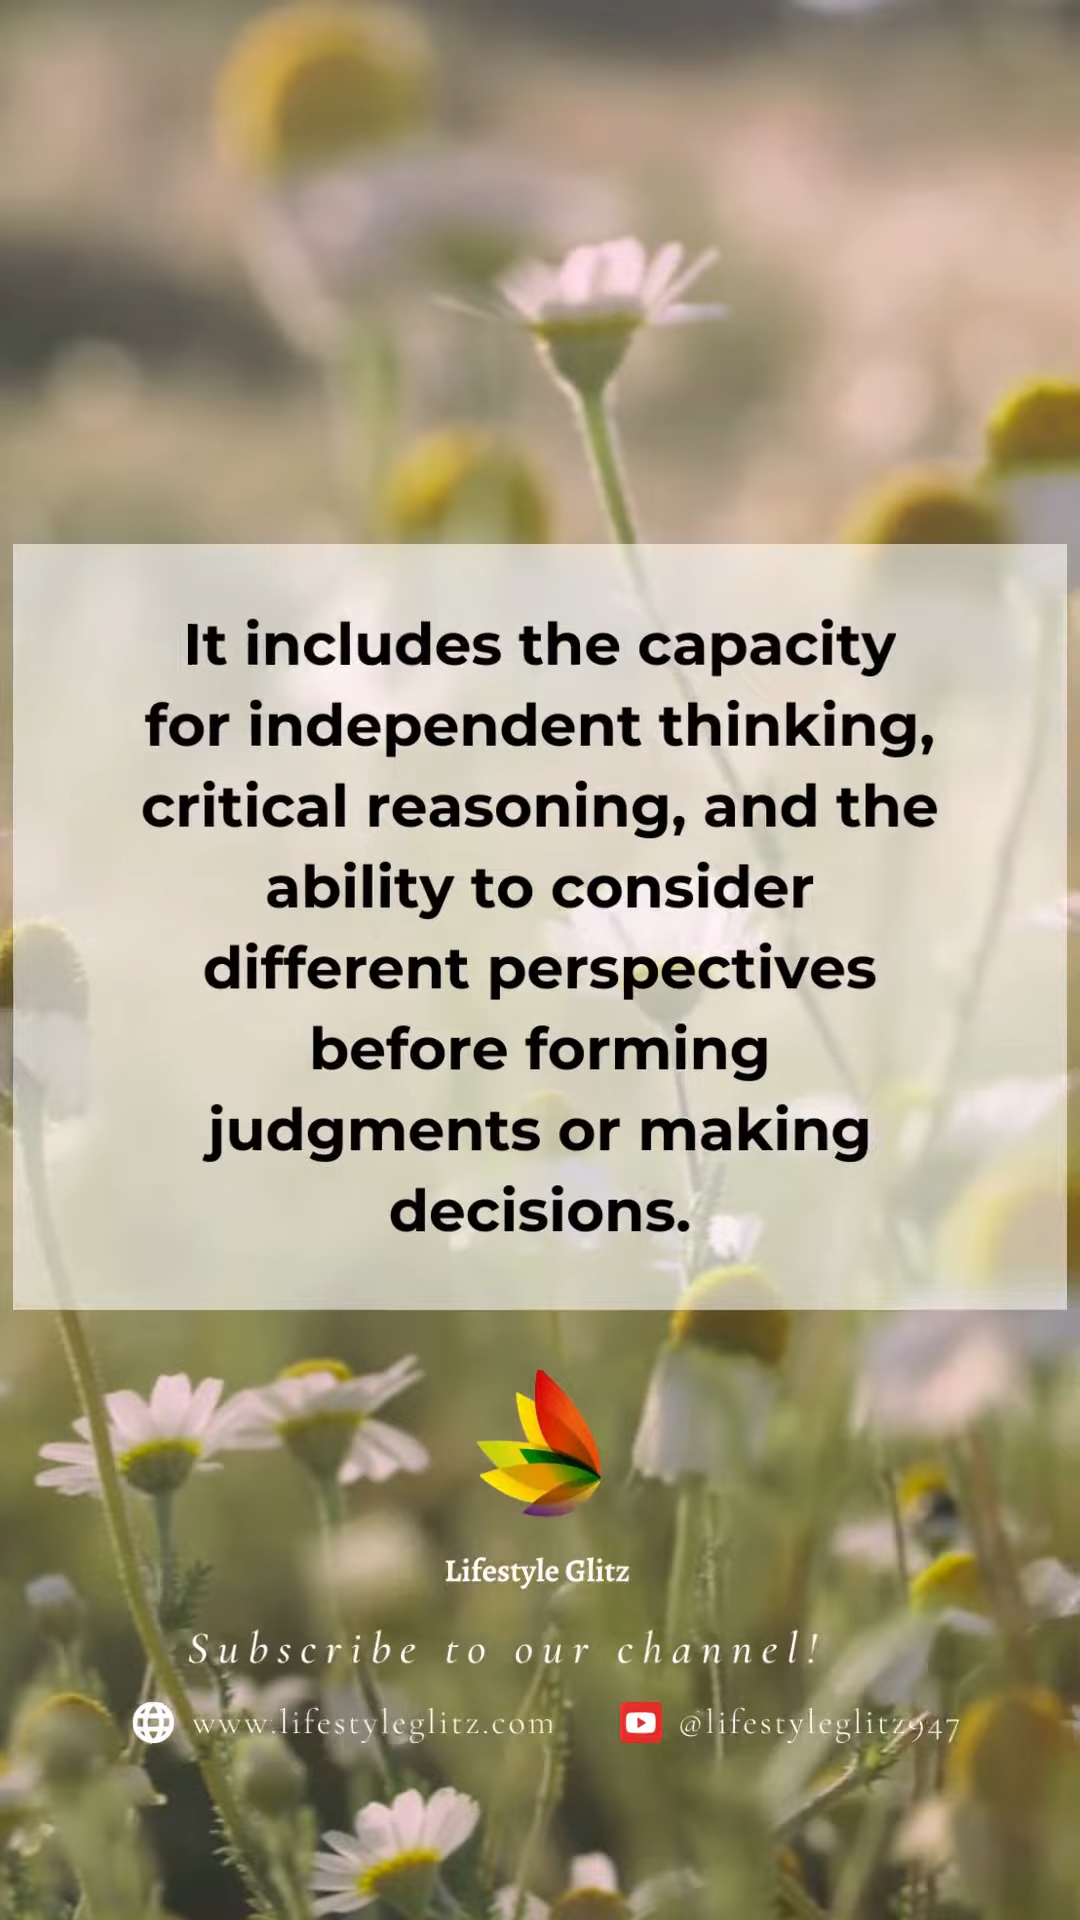 It includes the capacity
for independent thinking,
critical reasoning, and the
ability to consider
different perspectives
before forming
judgments or making
decisions.
Lifestyle Glitz
Subscribe to our channel!
www.lifestyleglitz.com
@lifestyleglitz947